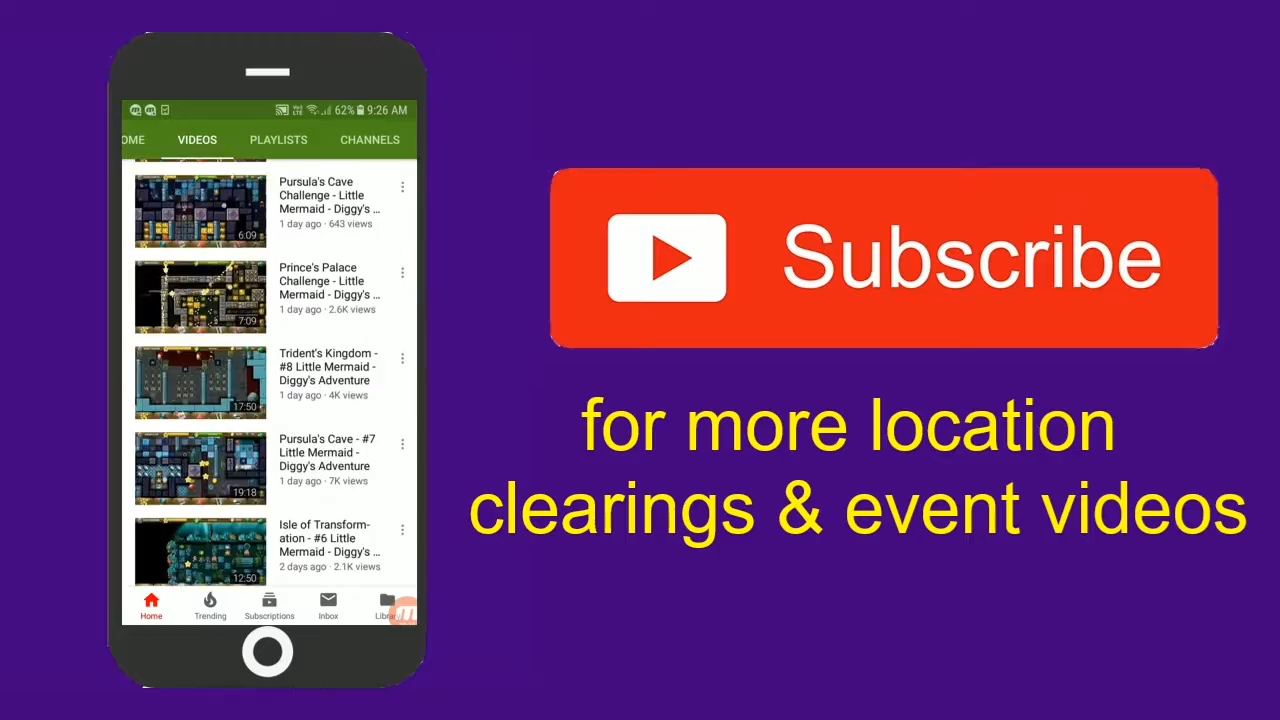 62% 9:26 AM
OME VIDEOS PLAYLISTS CHANNELS
Pursula's Cave
Challenge - Little
Mermaid - Diggy's ...
1 day ago · 643 views
6:09
Prince's Palace
Challenge - Little
Mermaid - Diggy's ...
1 day ago · 2.6K views
7:09
Trident's Kingdom -
#8 Little Mermaid -
Diggy's Adventure
1 day ago · 4K views
17:50
Pursula's Cave - #7
Little Mermaid -
Diggy's Adventure
1 day ago · 7K views
19:18
Isle of Transform-
ation - #6 Little
Mermaid - Diggy's ...
2 days ago · 2.1K views
12:50
Home Trending Subscriptions Inbox
Subscribe
for more location
clearings & event videos